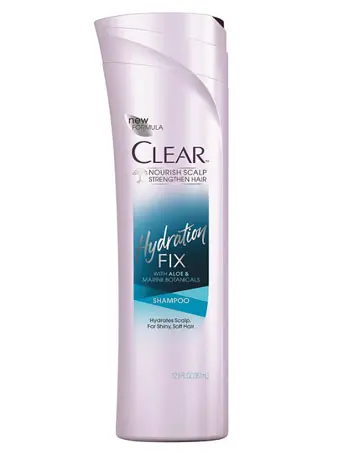 new
FORMULA
CLEAR™
NOURISH SCALP
STRENGTHEN HAIR
Hydration
FIX
WITH ALOE &
MARINE BOTANICALS
SHAMPOO
Hydrates Scalp.
For Shiny, Soft Hair.